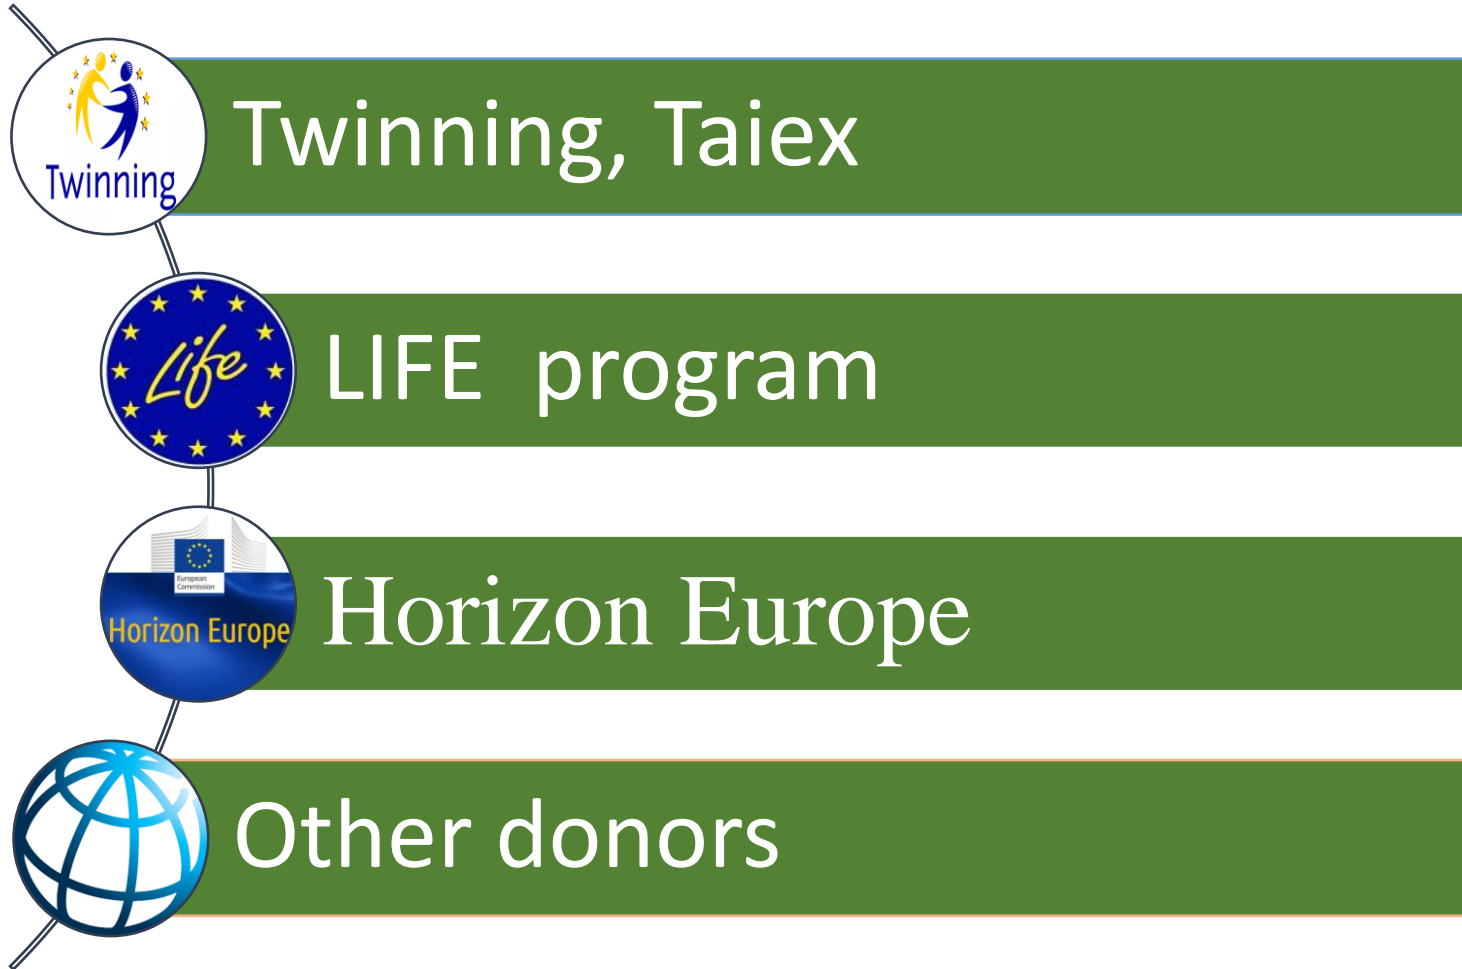 Twinning
Twinning, Taiex
Life
LIFE  program
European
Commission
Horizon Europe
Horizon Europe
Other donors